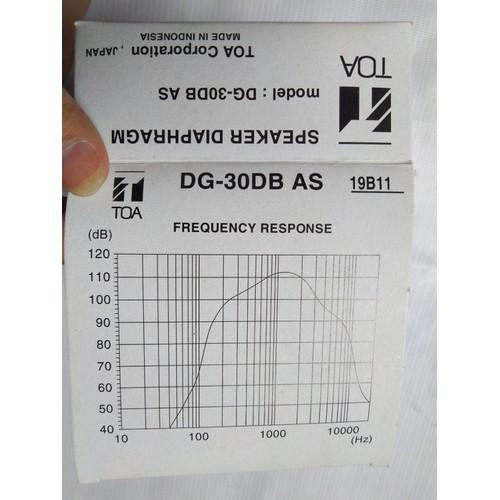 TOA Corporation , JAPAN
MADE IN INDONESIA
TOA
model : DG-30DB AS
SPEAKER DIAPHRAGM
TOA
DG-30DB AS
19B11
FREQUENCY RESPONSE
(dB)
120
110
100
90
80
70
60
50
40
10
100
1000
10000
(Hz)